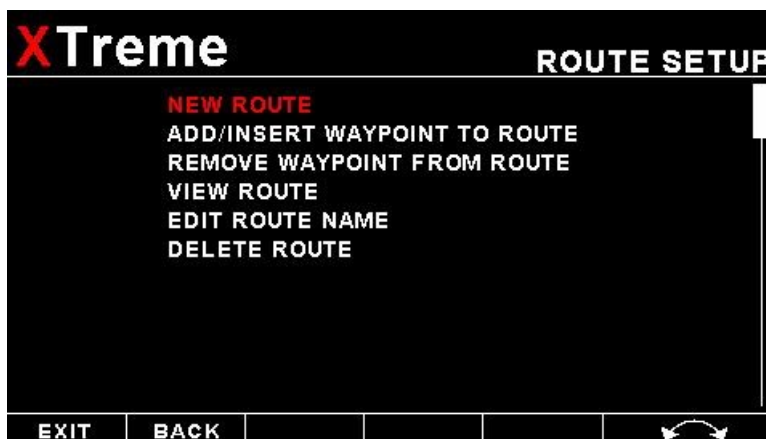 XTreme
ROUTE SETUP
NEW ROUTE
ADD/INSERT WAYPOINT TO ROUTE
REMOVE WAYPOINT FROM ROUTE
VIEW ROUTE
EDIT ROUTE NAME
DELETE ROUTE
EXIT BACK